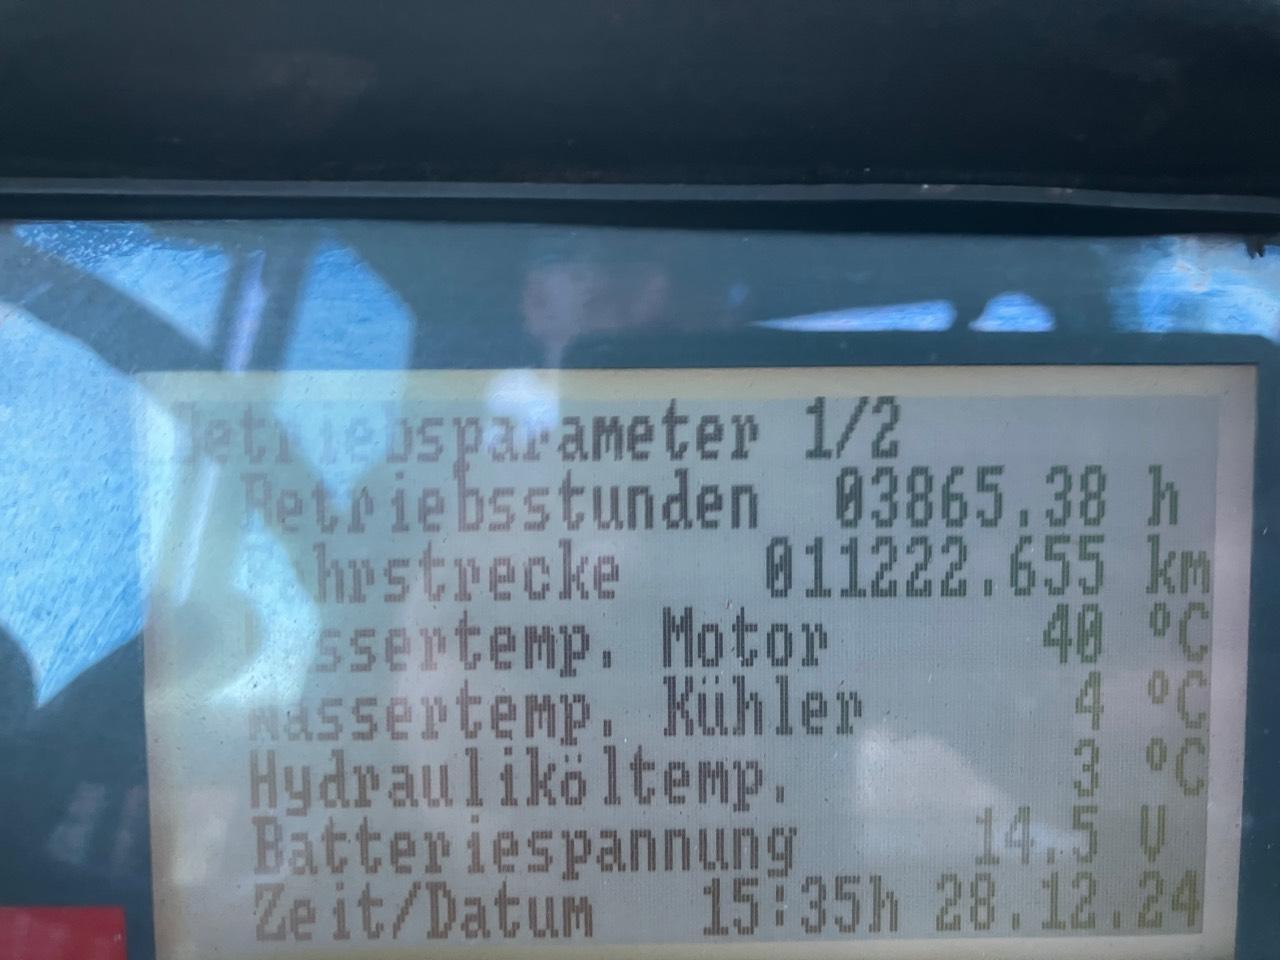 Betriebsparameter 1/2
Betriebsstunden 03865.38 h
Fahrstrecke 011222.655 km
Wassertemp. Motor 40 °C
Wassertemp. Kühler 4 °C
Hydrauliköltemp. 3 °C
Batteriespannung 14.5 V
Zeit/Datum 15:35h 28.12.24